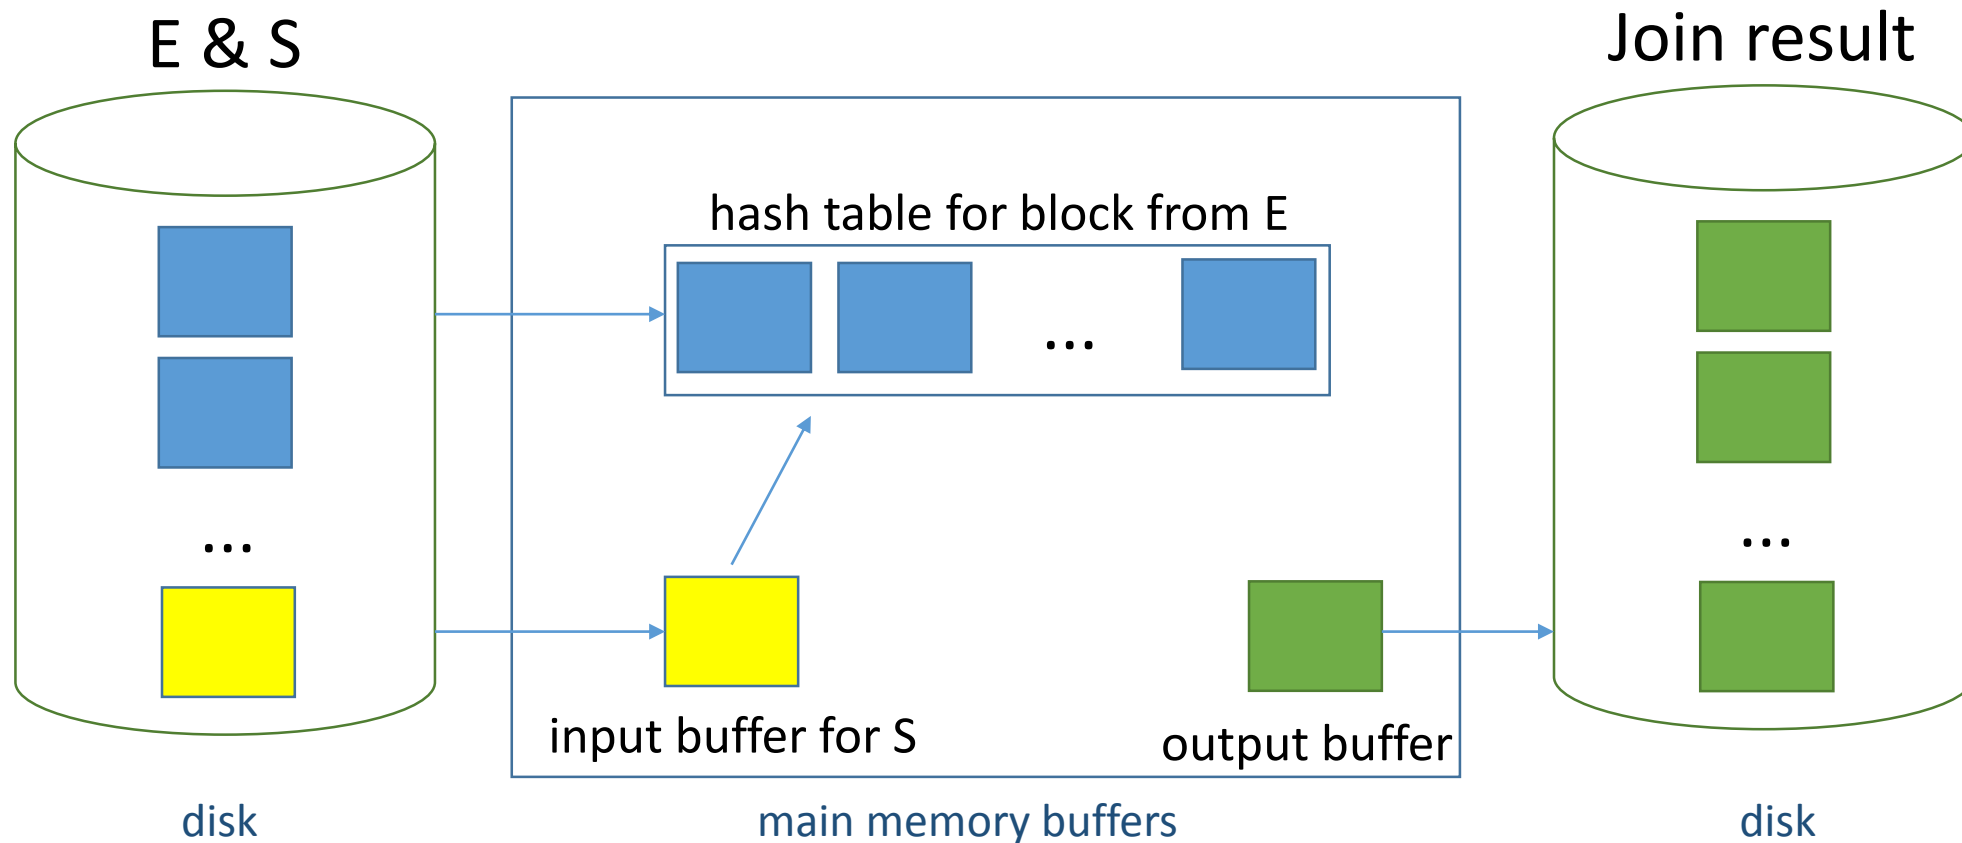 E & S
Join result
hash table for block from E
...
...
...
input buffer for S
output buffer
disk
main memory buffers
disk